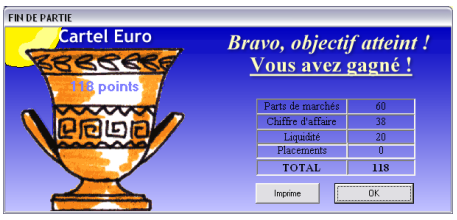 FIN DE PARTIE
Cartel Euro
118 points
Bravo, objectif atteint !
Vous avez gagné !
Parts de marchés 60
Chiffre d'affaire 38
Liquidité 20
Placements 0
TOTAL 118
Imprime OK